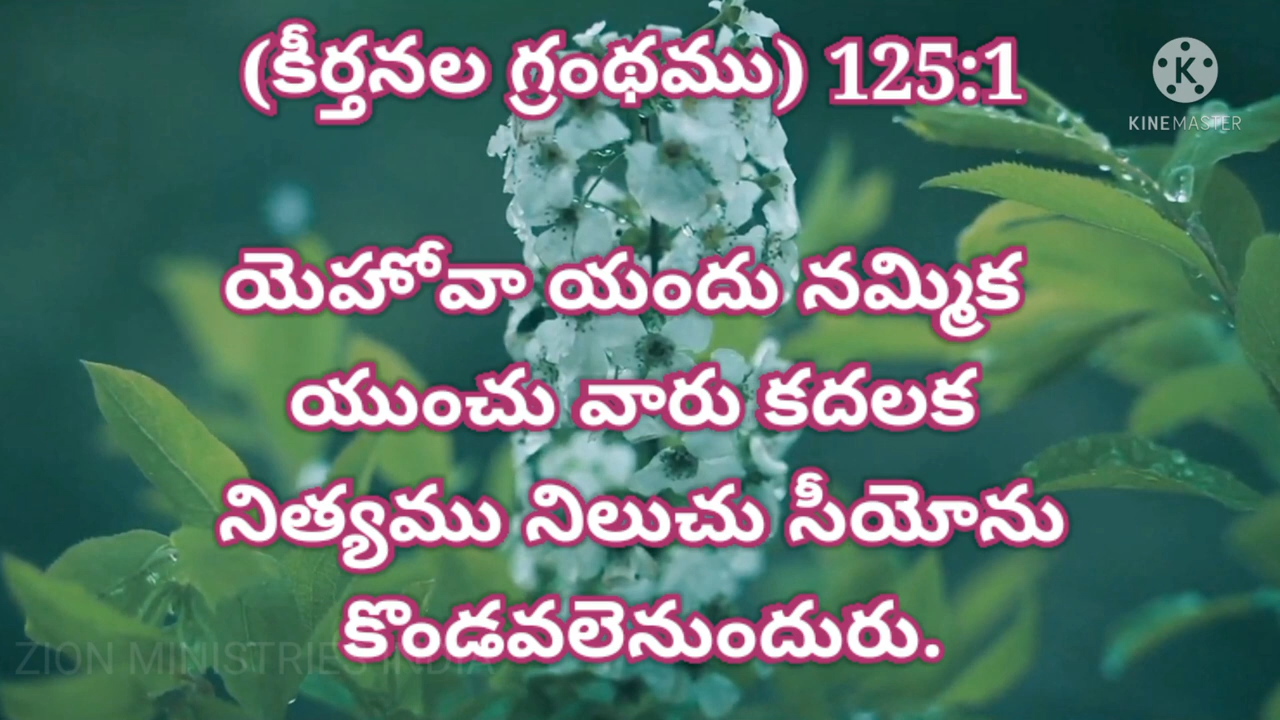 (కీర్తనల గ్రంథము) 125:1
K
KINEMASTER
యెహోవా యందు నమ్మిక
యుంచు వారు కదలక
నిత్యము నిలుచు సీయోను
కొండవలెనుందురు.
ZION MINISTRIES INDIA